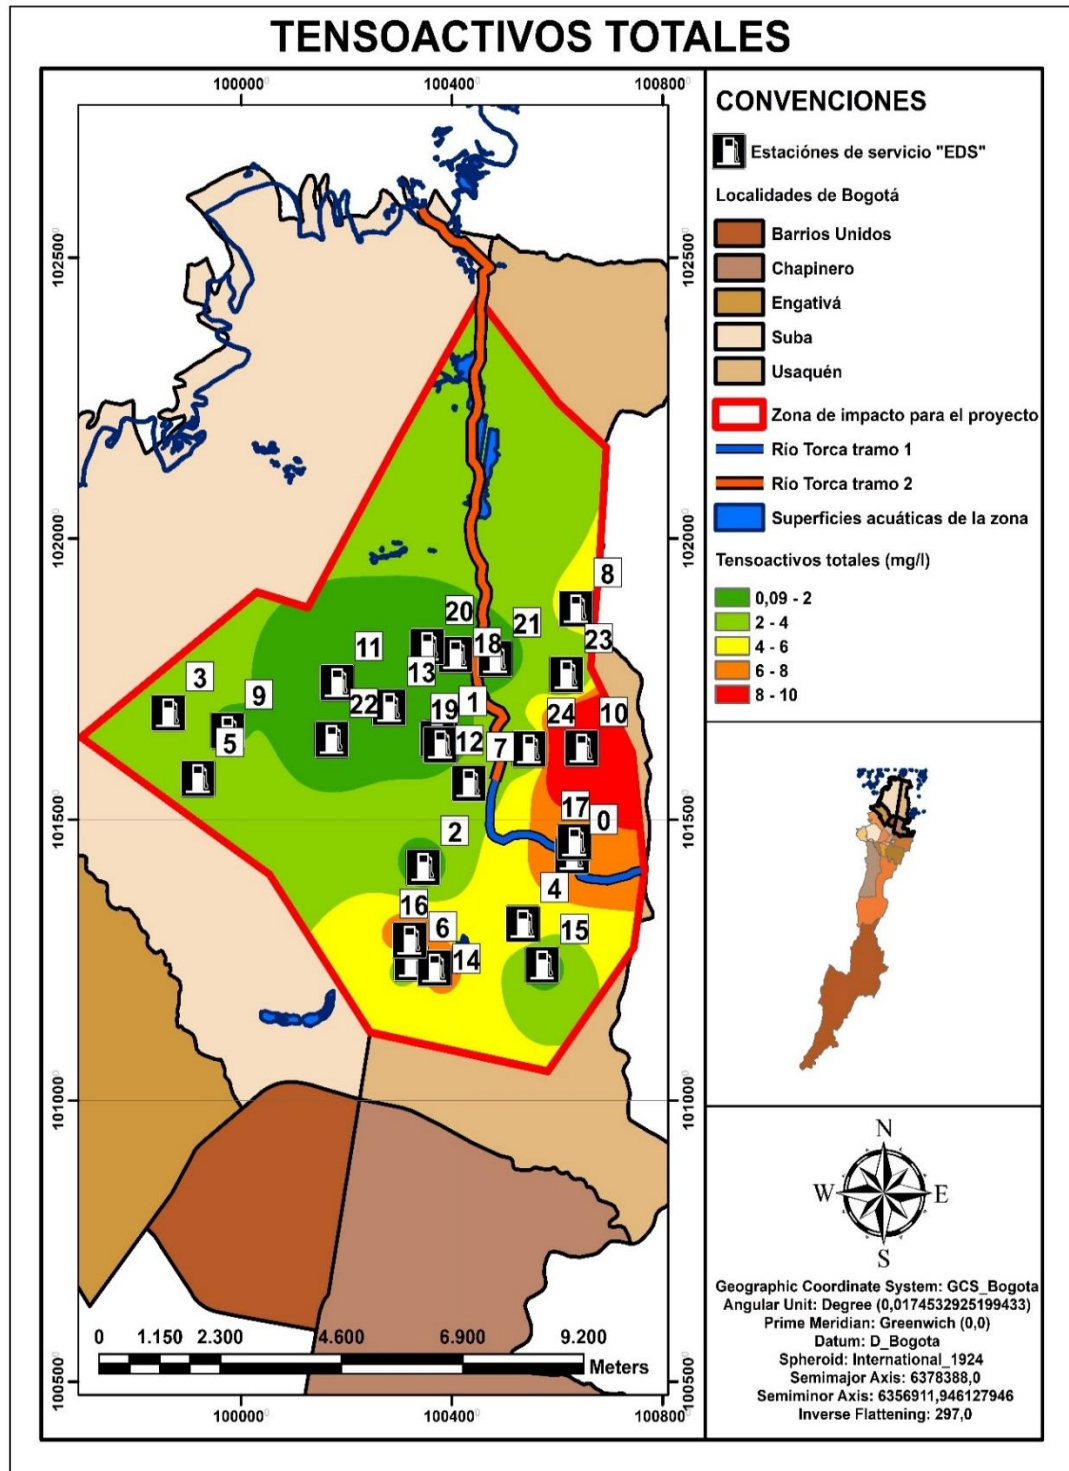 TENSOACTIVOS TOTALES
100000°
100400°
100800°
102500°
102000°
101500°
101000°
100500°
8
20
21
11
18
23
13
3
9
22
1
19
24
10
5
12
7
17
0
2
4
16
6
15
14
0
1.150
2.300
4.600
6.900
9.200
Meters
100000°
100400°
100800°
CONVENCIONES
Estaciónes de servicio "EDS"
Localidades de Bogotá
Barrios Unidos
Chapinero
Engativá
Suba
Usaquén
Zona de impacto para el proyecto
Río Torca tramo 1
Río Torca tramo 2
Superficies acuáticas de la zona
Tensoactivos totales (mg/l)
0,09 - 2
2 - 4
4 - 6
6 - 8
8 - 10
N
W
E
S
Geographic Coordinate System: GCS_Bogota
Angular Unit: Degree (0,0174532925199433)
Prime Meridian: Greenwich (0,0)
Datum: D_Bogota
Spheroid: International_1924
Semimajor Axis: 6378388,0
Semiminor Axis: 6356911,946127946
Inverse Flattening: 297,0